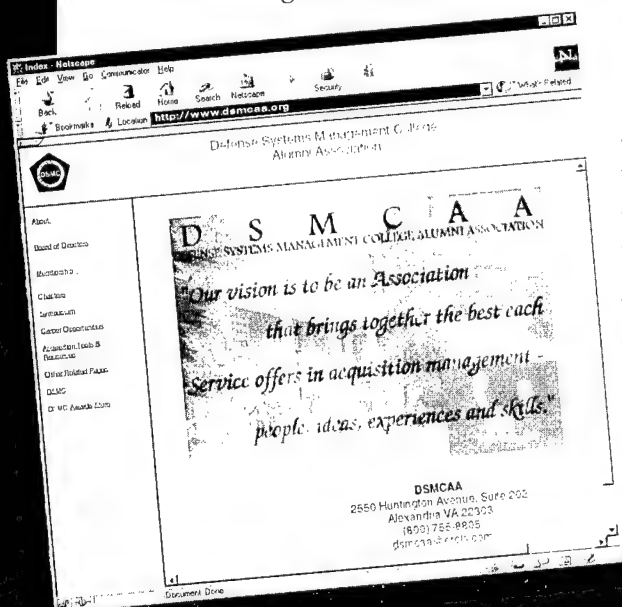 Index - Netscape
File Edit View Go Communicator Help
Back Reload Home Search Netscape Security
Bookmarks Location http://www.dsmcaa.org What's Related
Defense Systems Management College
Alumni Association
DSMC
About
Board of Directors
Chapters
Symposium
Career Opportunities
Acquisition Tools &
Resources
Other Related Pages
DSMC
D S M C A A
DEFENSE SYSTEMS MANAGEMENT COLLEGE ALUMNI ASSOCIATION
"Our vision is to be an Association
that brings together the best each
Service offers in acquisition management -
people, ideas, experiences and skills."
DSMCAA
2550 Huntington Avenue, Suite 202
Alexandria VA 22303
Document Done